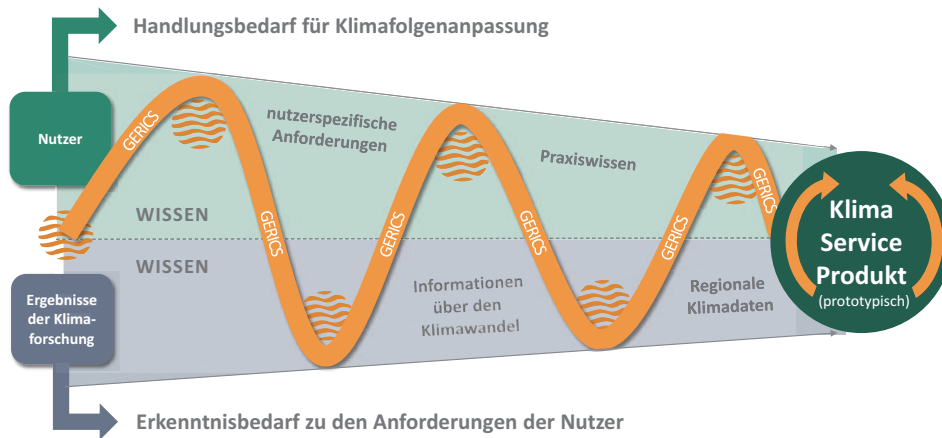 Handlungsbedarf für Klimafolgenanpassung
Nutzer
GERICS
nutzerspezifische
Anforderungen
Praxiswissen
WISSEN
GERICS
GERICS
GERICS
GERICS
Klima
Service
Produkt
(prototypisch)
WISSEN
Ergebnisse
der Klima-
forschung
Informationen
über den
Klimawandel
Regionale
Klimadaten
Erkenntnisbedarf zu den Anforderungen der Nutzer